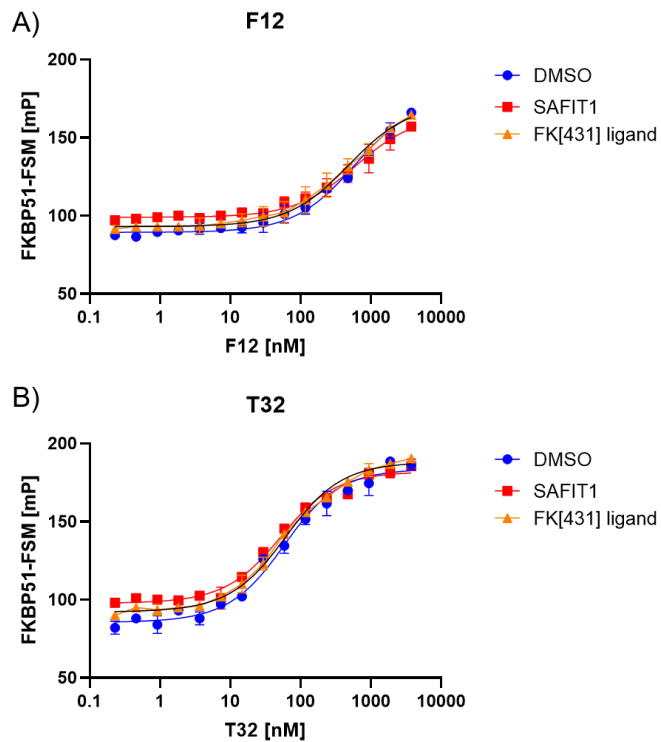 A)
F12
FKBP51-FSM [mP]
200
150
100
50
0.1 1 10 100 1000 10000
F12 [nM]
DMSO
SAFIT1
FK[431] ligand
B)
T32
FKBP51-FSM [mP]
200
150
100
50
0.1 1 10 100 1000 10000
T32 [nM]
DMSO
SAFIT1
FK[431] ligand